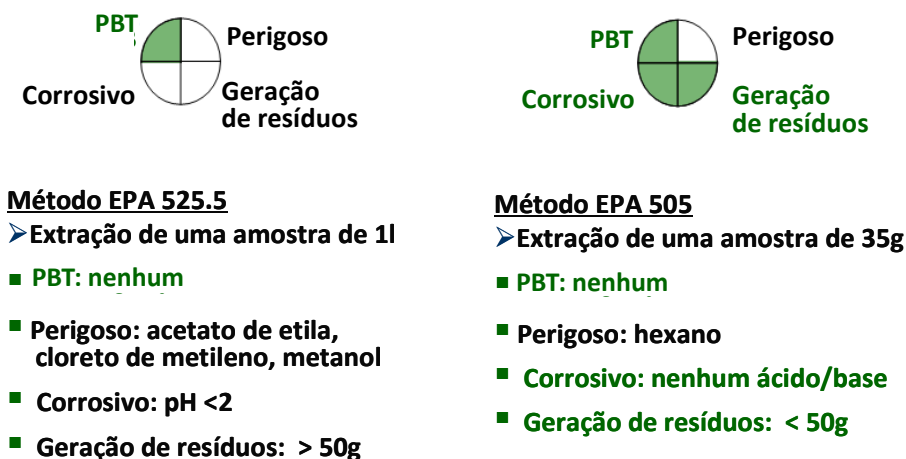 PBT
Perigoso
Corrosivo
Geração
de resíduos
PBT
Perigoso
Corrosivo
Geração
de resíduos
Método EPA 525.5
Extração de uma amostra de 1l
PBT: nenhum
Perigoso: acetato de etila,
cloreto de metileno, metanol
Corrosivo: pH <2
Geração de resíduos: > 50g
Método EPA 505
Extração de uma amostra de 35g
PBT: nenhum
Perigoso: hexano
Corrosivo: nenhum ácido/base
Geração de resíduos: < 50g